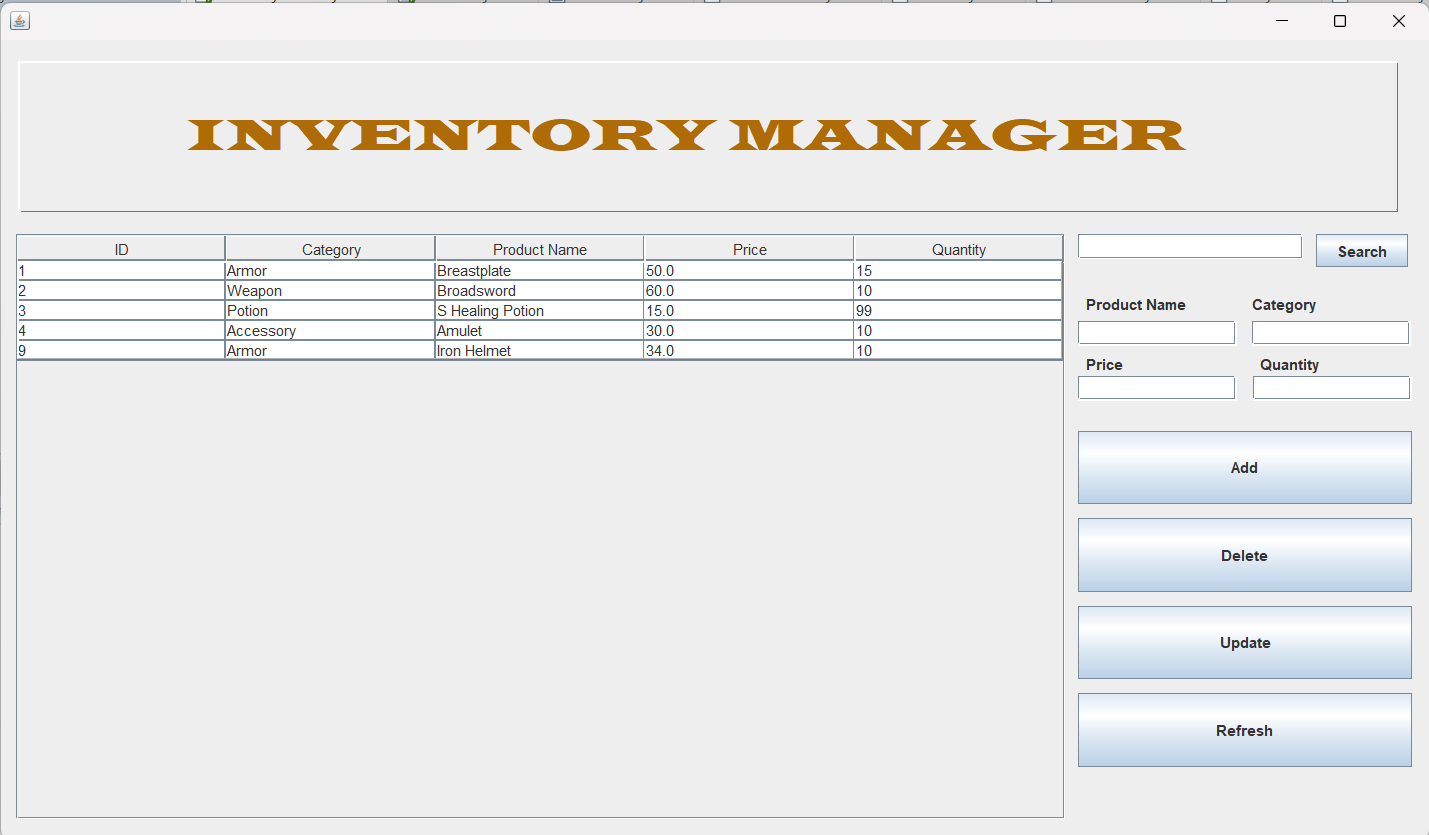 INVENTORY MANAGER
ID Category Product Name Price Quantity
1 Armor Breastplate 50.0 15
2 Weapon Broadsword 60.0 10
3 Potion S Healing Potion 15.0 99
4 Accessory Amulet 30.0 10
9 Armor Iron Helmet 34.0 10
Search
Product Name Category
Price Quantity
Add
Delete
Update
Refresh